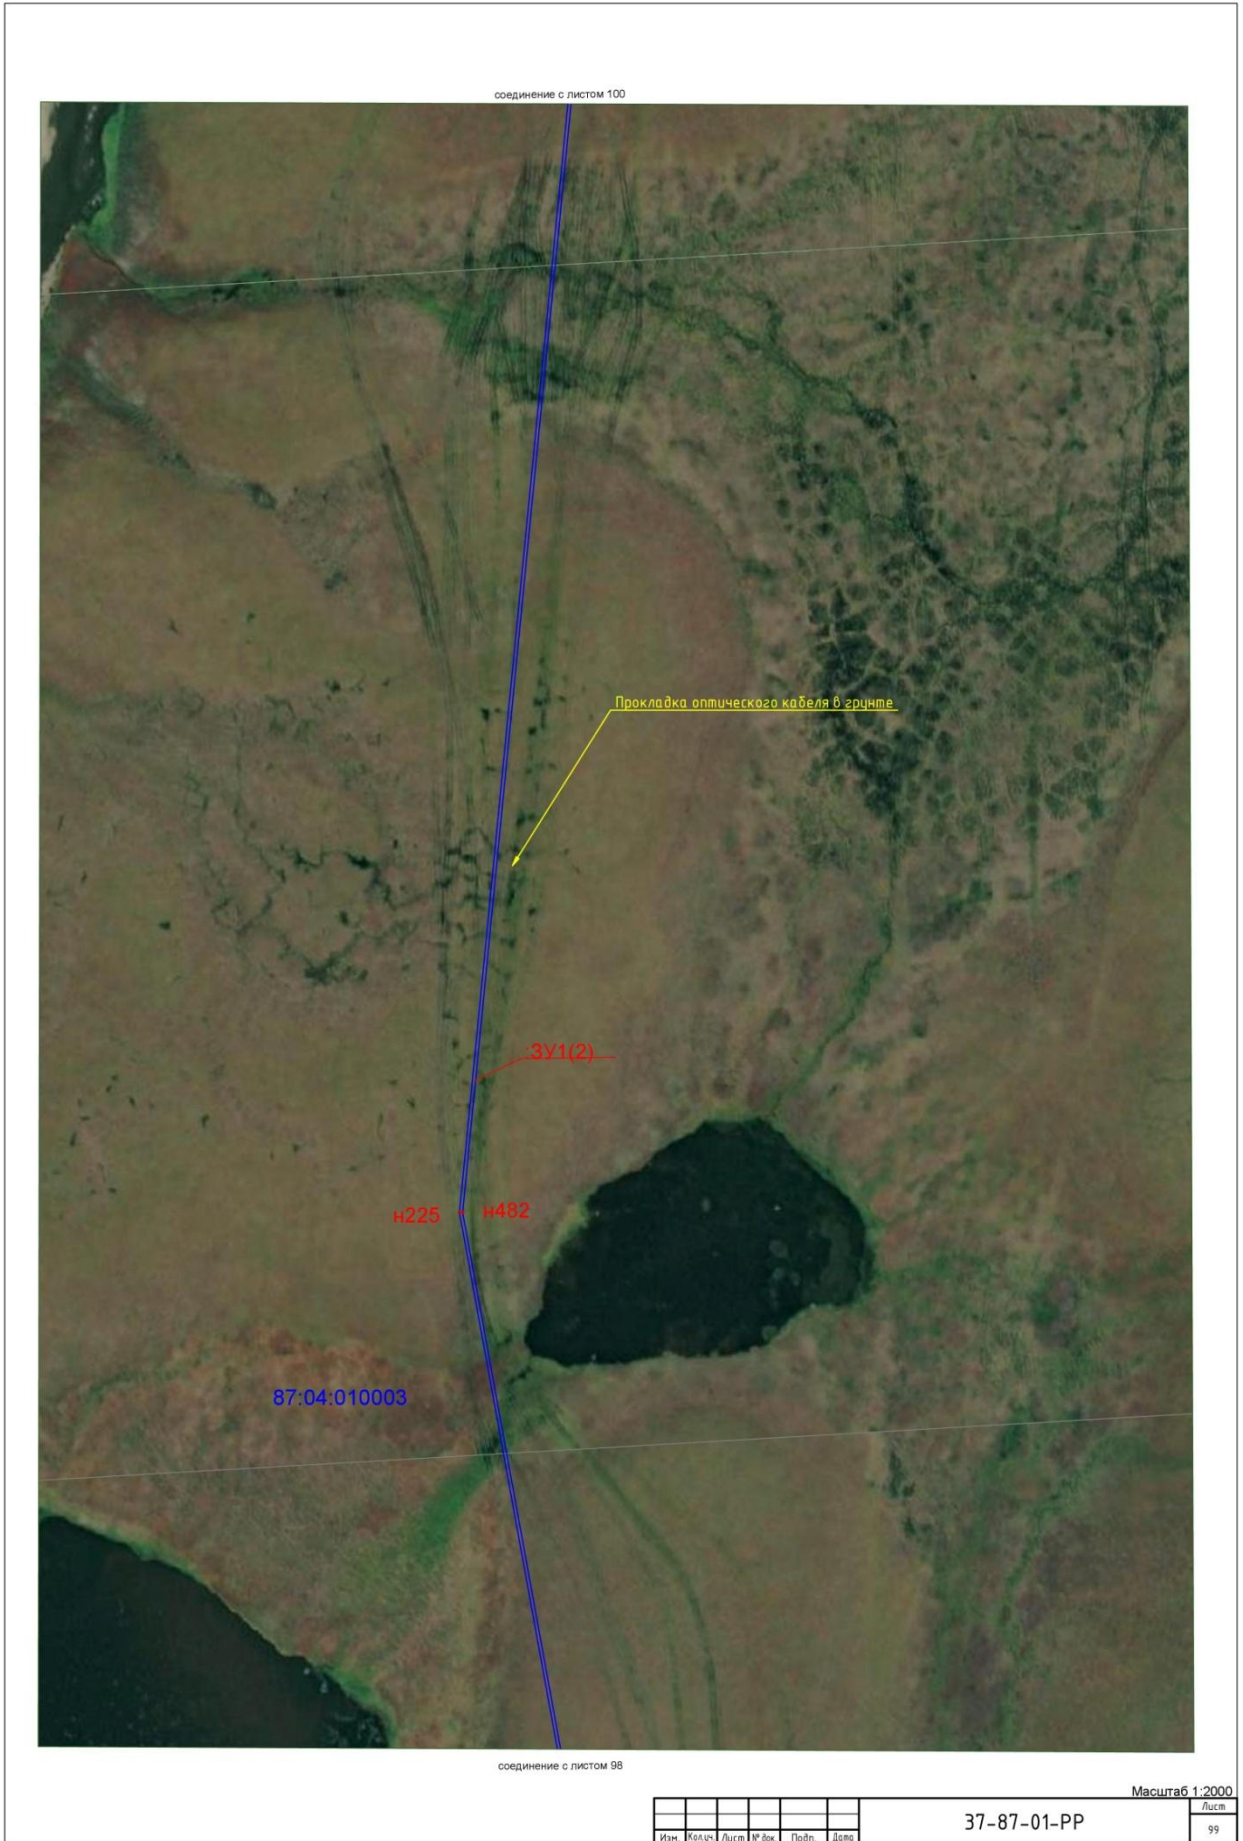 соединение с листом 100
Прокладка оптического кабеля в грунте
:ЗУ1(2)
н225
н482
87:04:010003
соединение с листом 98
Масштаб 1:2000
37-87-01-РР
Лист
99
Изм. Кол.уч. Лист № док. Подп. Дата